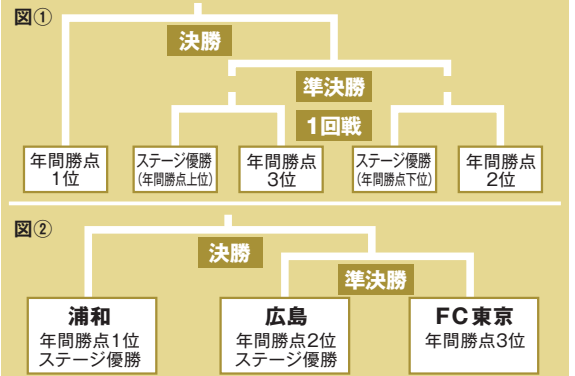 図①
決勝
準決勝
1回戦
年間勝点
1位
ステージ優勝
(年間勝点上位)
年間勝点
3位
ステージ優勝
(年間勝点下位)
年間勝点
2位
図②
決勝
準決勝
浦和
年間勝点1位
ステージ優勝
広島
年間勝点2位
ステージ優勝
FC東京
年間勝点3位